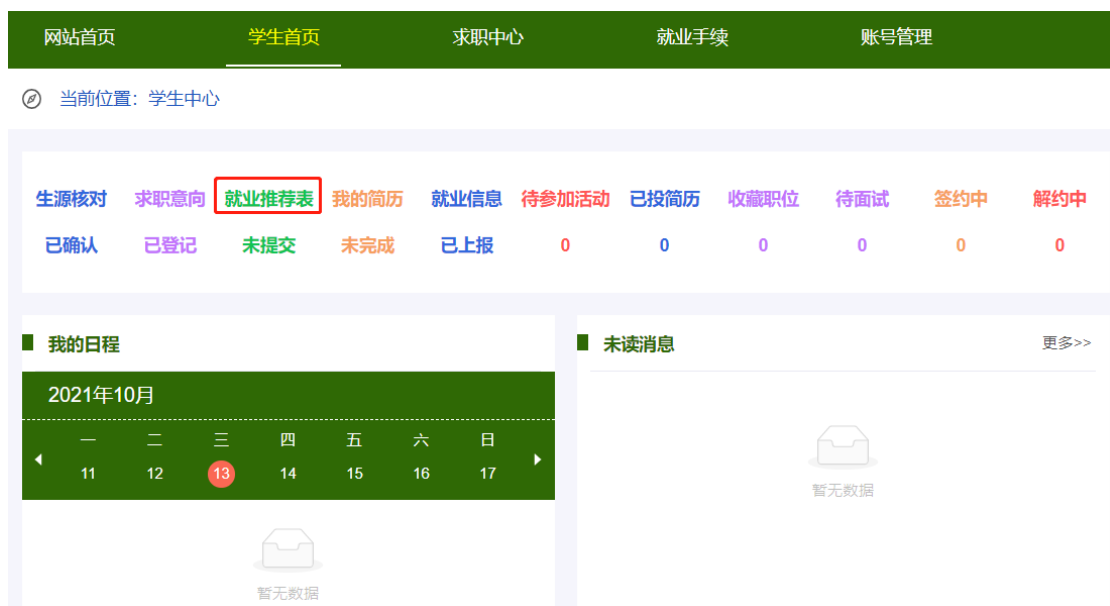 网站首页 学生首页 求职中心 就业手续 账号管理
当前位置：学生中心
生源核对 求职意向 就业推荐表 我的简历 就业信息 待参加活动 已投简历 收藏职位 待面试 签约中 解约中
已确认 已登记 未提交 未完成 已上报 0 0 0 0 0 0
我的日程
2021年10月
一 二 三 四 五 六 日
11 12 13 14 15 16 17
暂无数据
未读消息 更多>>
暂无数据